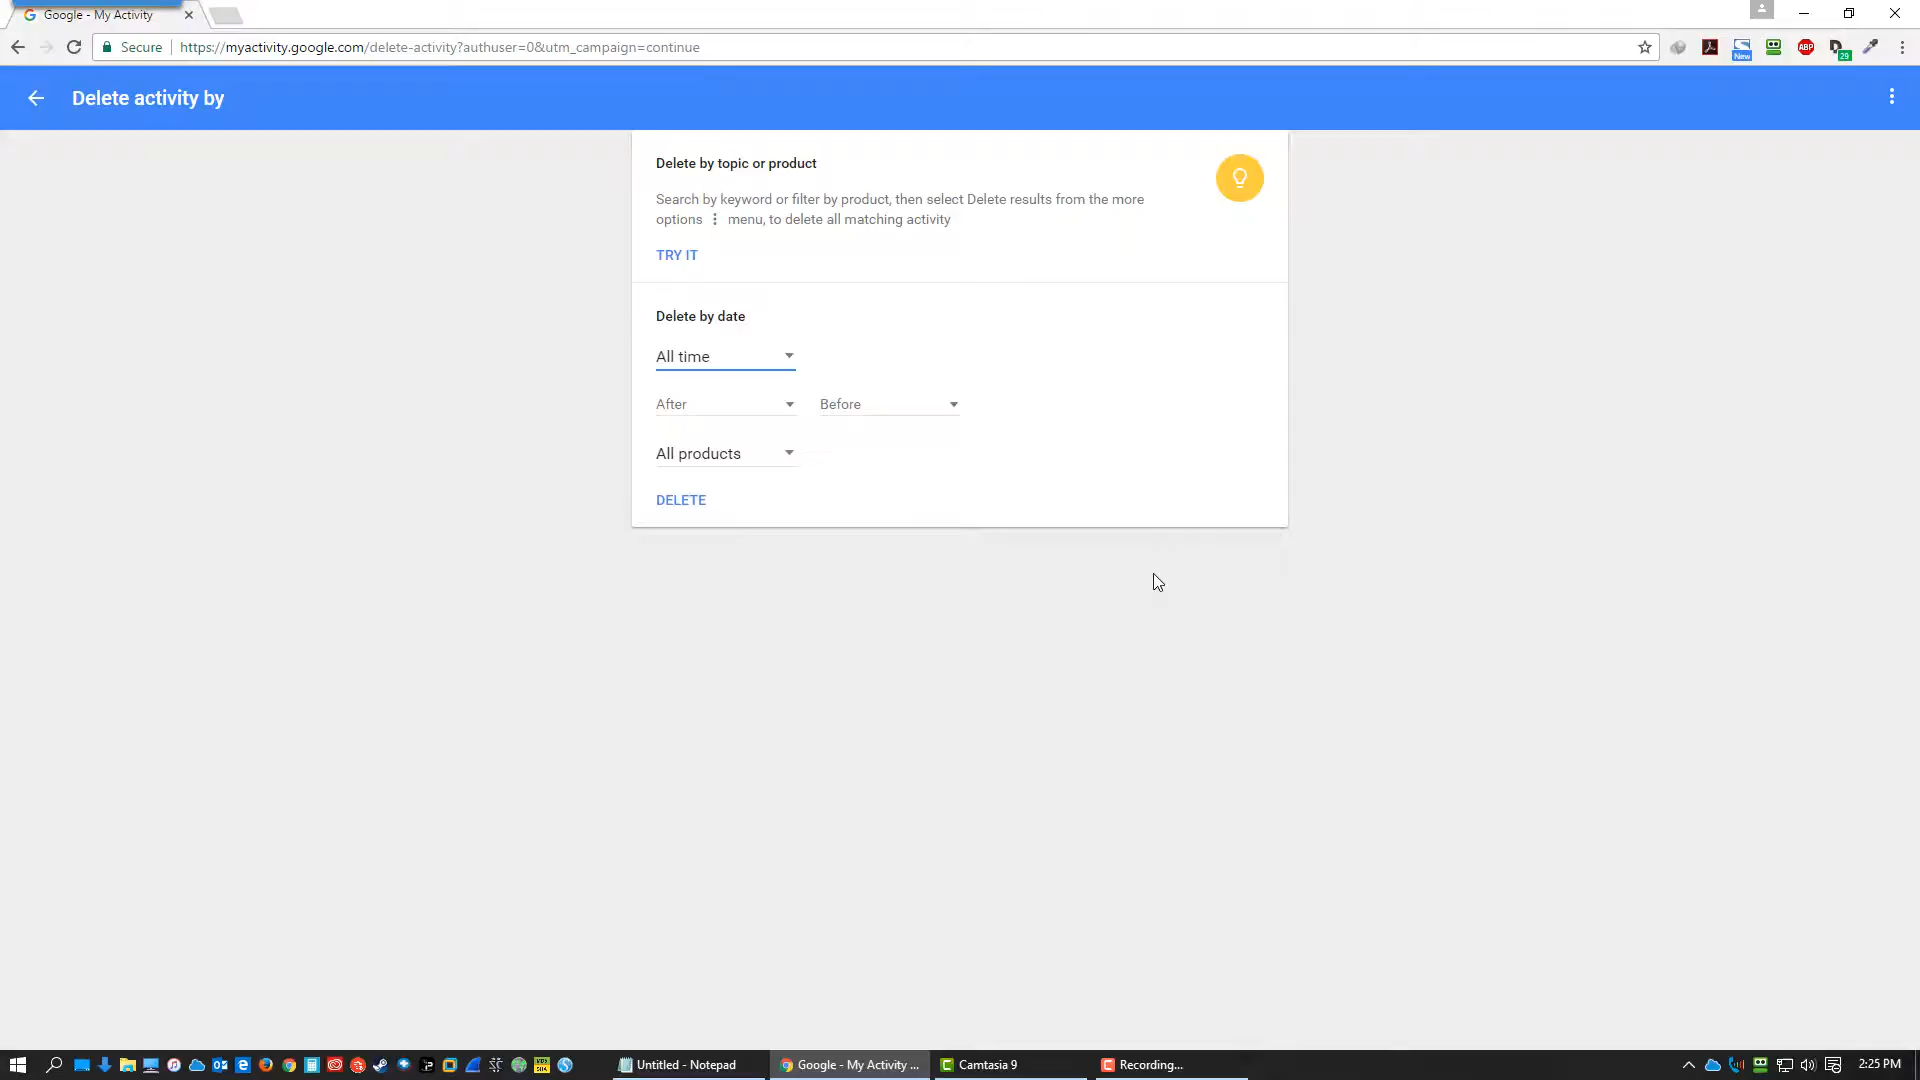 Google - My Activity
Secure
https://myactivity.google.com/delete-activity?authuser=0&utm_campaign=continue
New
ABP
29
Delete activity by
Delete by topic or product
Search by keyword or filter by product, then select Delete results from the more
options menu, to delete all matching activity
TRY IT
Delete by date
All time
After
Before
All products
DELETE
Untitled - Notepad
Google - My Activity ...
Camtasia 9
Recording...
2:25 PM